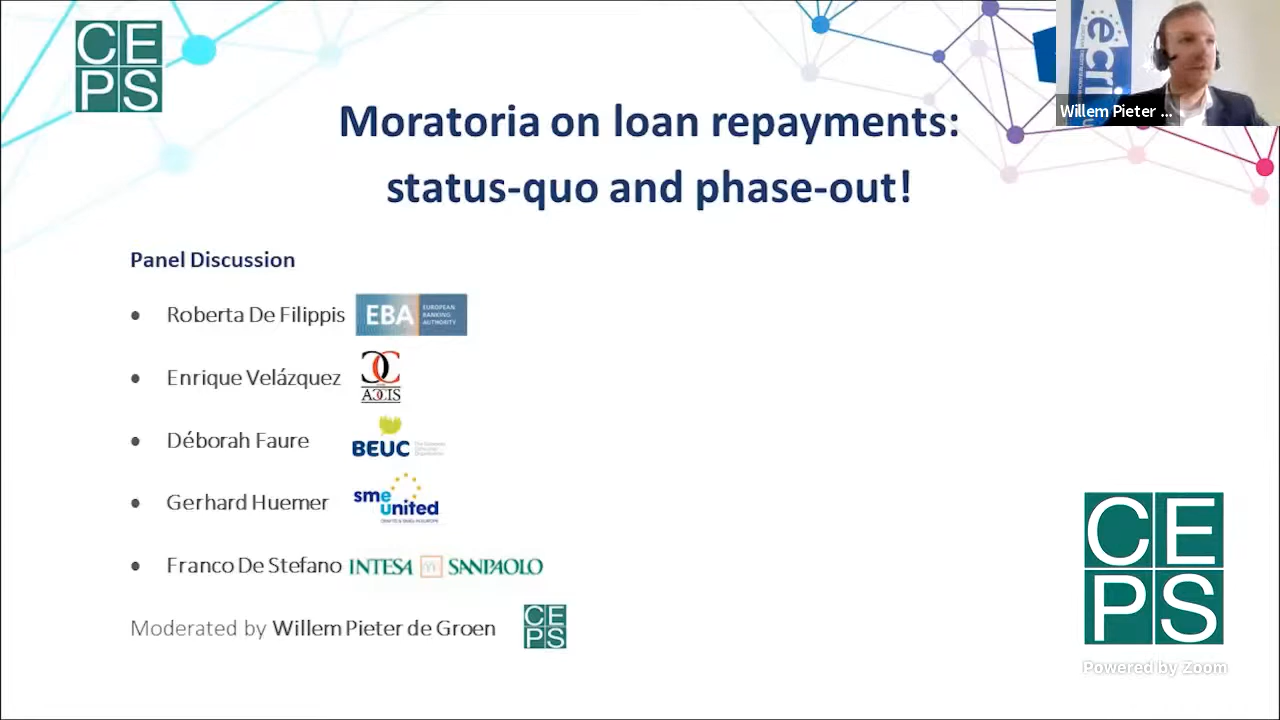 CE
PS
ecri
Willem Pieter ...
Moratoria on loan repayments:
status-quo and phase-out!
Panel Discussion
• Roberta De Filippis
EBA EUROPEAN BANKING AUTHORITY
• Enrique Velázquez
ACCIS
• Déborah Faure
BEUC
• Gerhard Huemer
sme united
• Franco De Stefano
INTESA SANPAOLO
Moderated by Willem Pieter de Groen
CE
PS
CE
PS
Powered by Zoom